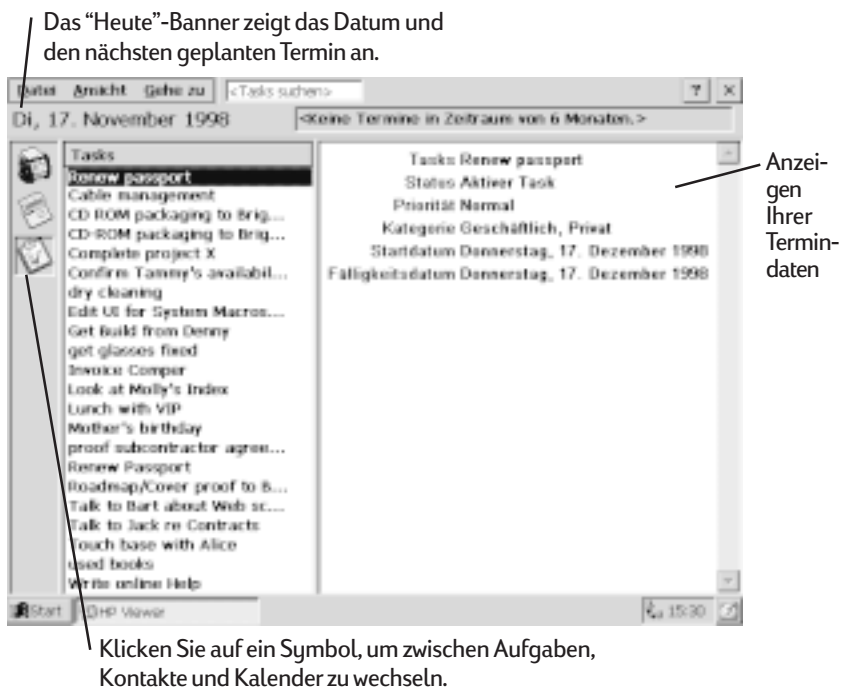 Das “Heute”-Banner zeigt das Datum und
den nächsten geplanten Termin an.
Datei Ansicht Gehe zu <Tasks suchen> ? ×
Di, 17. November 1998 <Keine Termine in Zeitraum von 6 Monaten.>
Tasks
Renew passport
Cable management
CD ROM packaging to Brig...
CD-ROM packaging to Brig...
Complete project X
Confirm Tammy's availabil...
dry cleaning
Edit UI for System Macros....
Get Build from Denny
get glasses fixed
Invoice Comper
Look at Molly's Index
Lunch with VIP
Mother's birthday
proof subcontractor agree...
Renew Passport
Roadmap/Cover proof to B...
Talk to Bart about Web sc....
Talk to Jack re Contracts
Touch base with Alice
used books
Write online Help
Tasks Renew passport
Status Aktiver Task
Priorität Normal
Kategorie Geschäftlich, Privat
Startdatum Donnerstag, 17. Dezember 1998
Fälligkeitsdatum Donnerstag, 17. Dezember 1998
Anzei-
gen
Ihrer
Termin-
daten
Start HP Viewer 15:30
Klicken Sie auf ein Symbol, um zwischen Aufgaben,
Kontakte und Kalender zu wechseln.